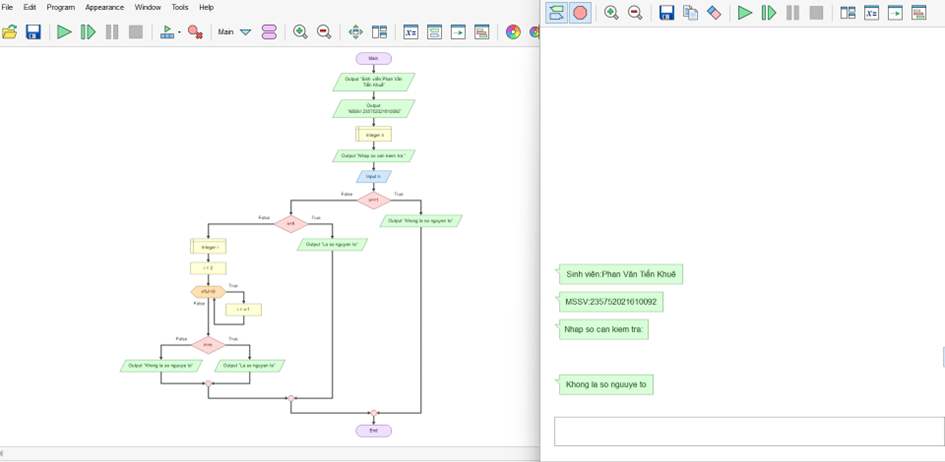 File Edit Program Appearance Window Tools Help
Main
Main
Output "Sinh viên:Phan Văn
Tiến Khuê"
Output
"MSSV:235752021610092"
Integer n
Output "Nhap so can kiem tra:"
Input n
False True
Output "Khong la so nguyen to"
False True
Output "La so nguyen to"
Integer i
i = 2
True
False
False True
Output "Khong la so nguuye to"
Output "La so nguyen to"
End
Sinh viên:Phan Văn Tiến Khuê
MSSV:235752021610092
Nhap so can kiem tra:
Khong la so nguuye to